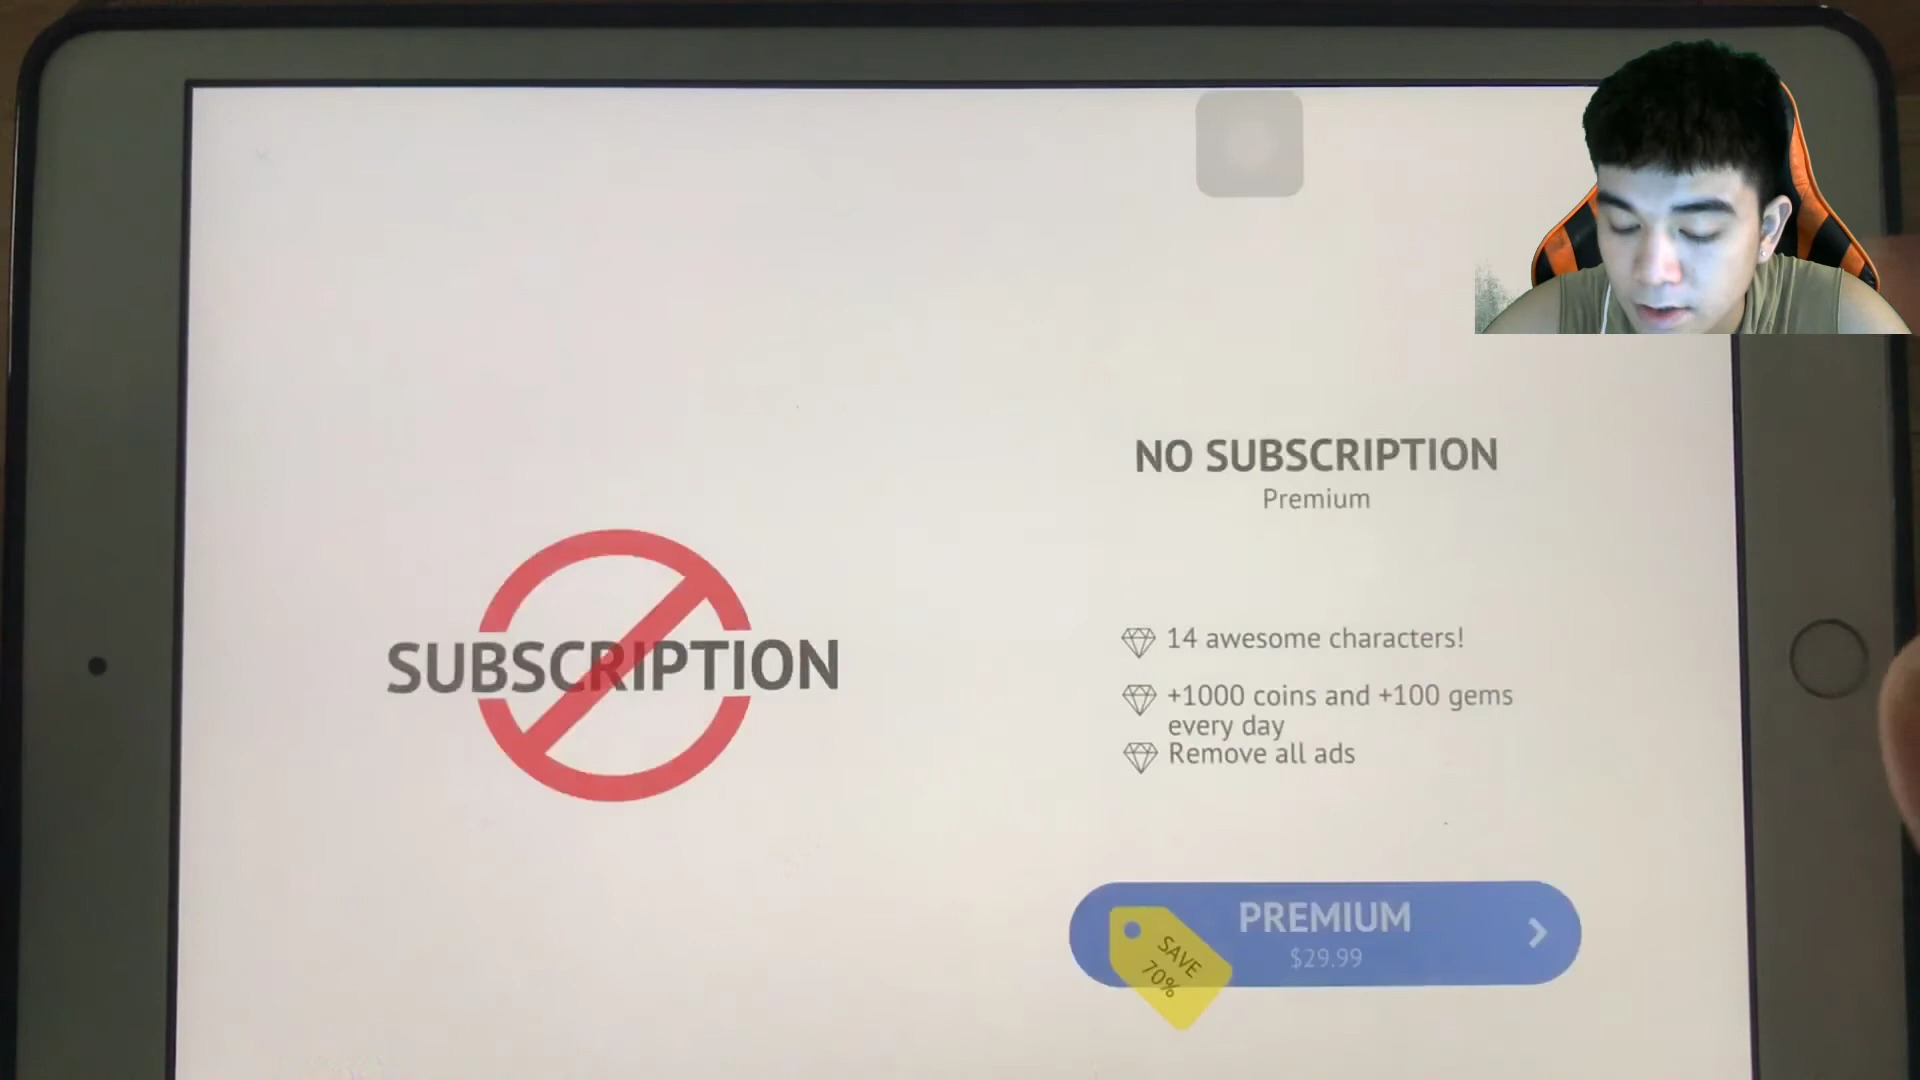 NO SUBSCRIPTION
Premium
SUBSCRIPTION
14 awesome characters!
+1000 coins and +100 gems
every day
Remove all ads
PREMIUM
$29.99
SAVE
70%